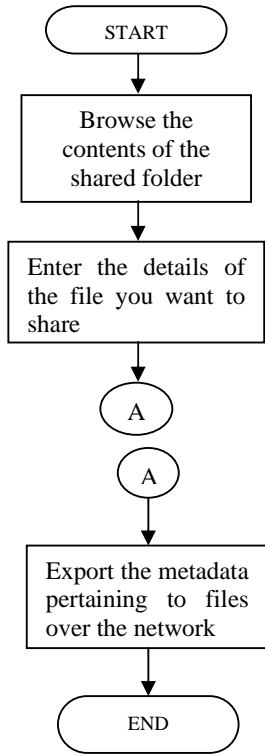 START
Browse the
contents of the
shared folder
Enter the details of
the file you want to
share
A
A
Export the metadata
pertaining to files
over the network
END